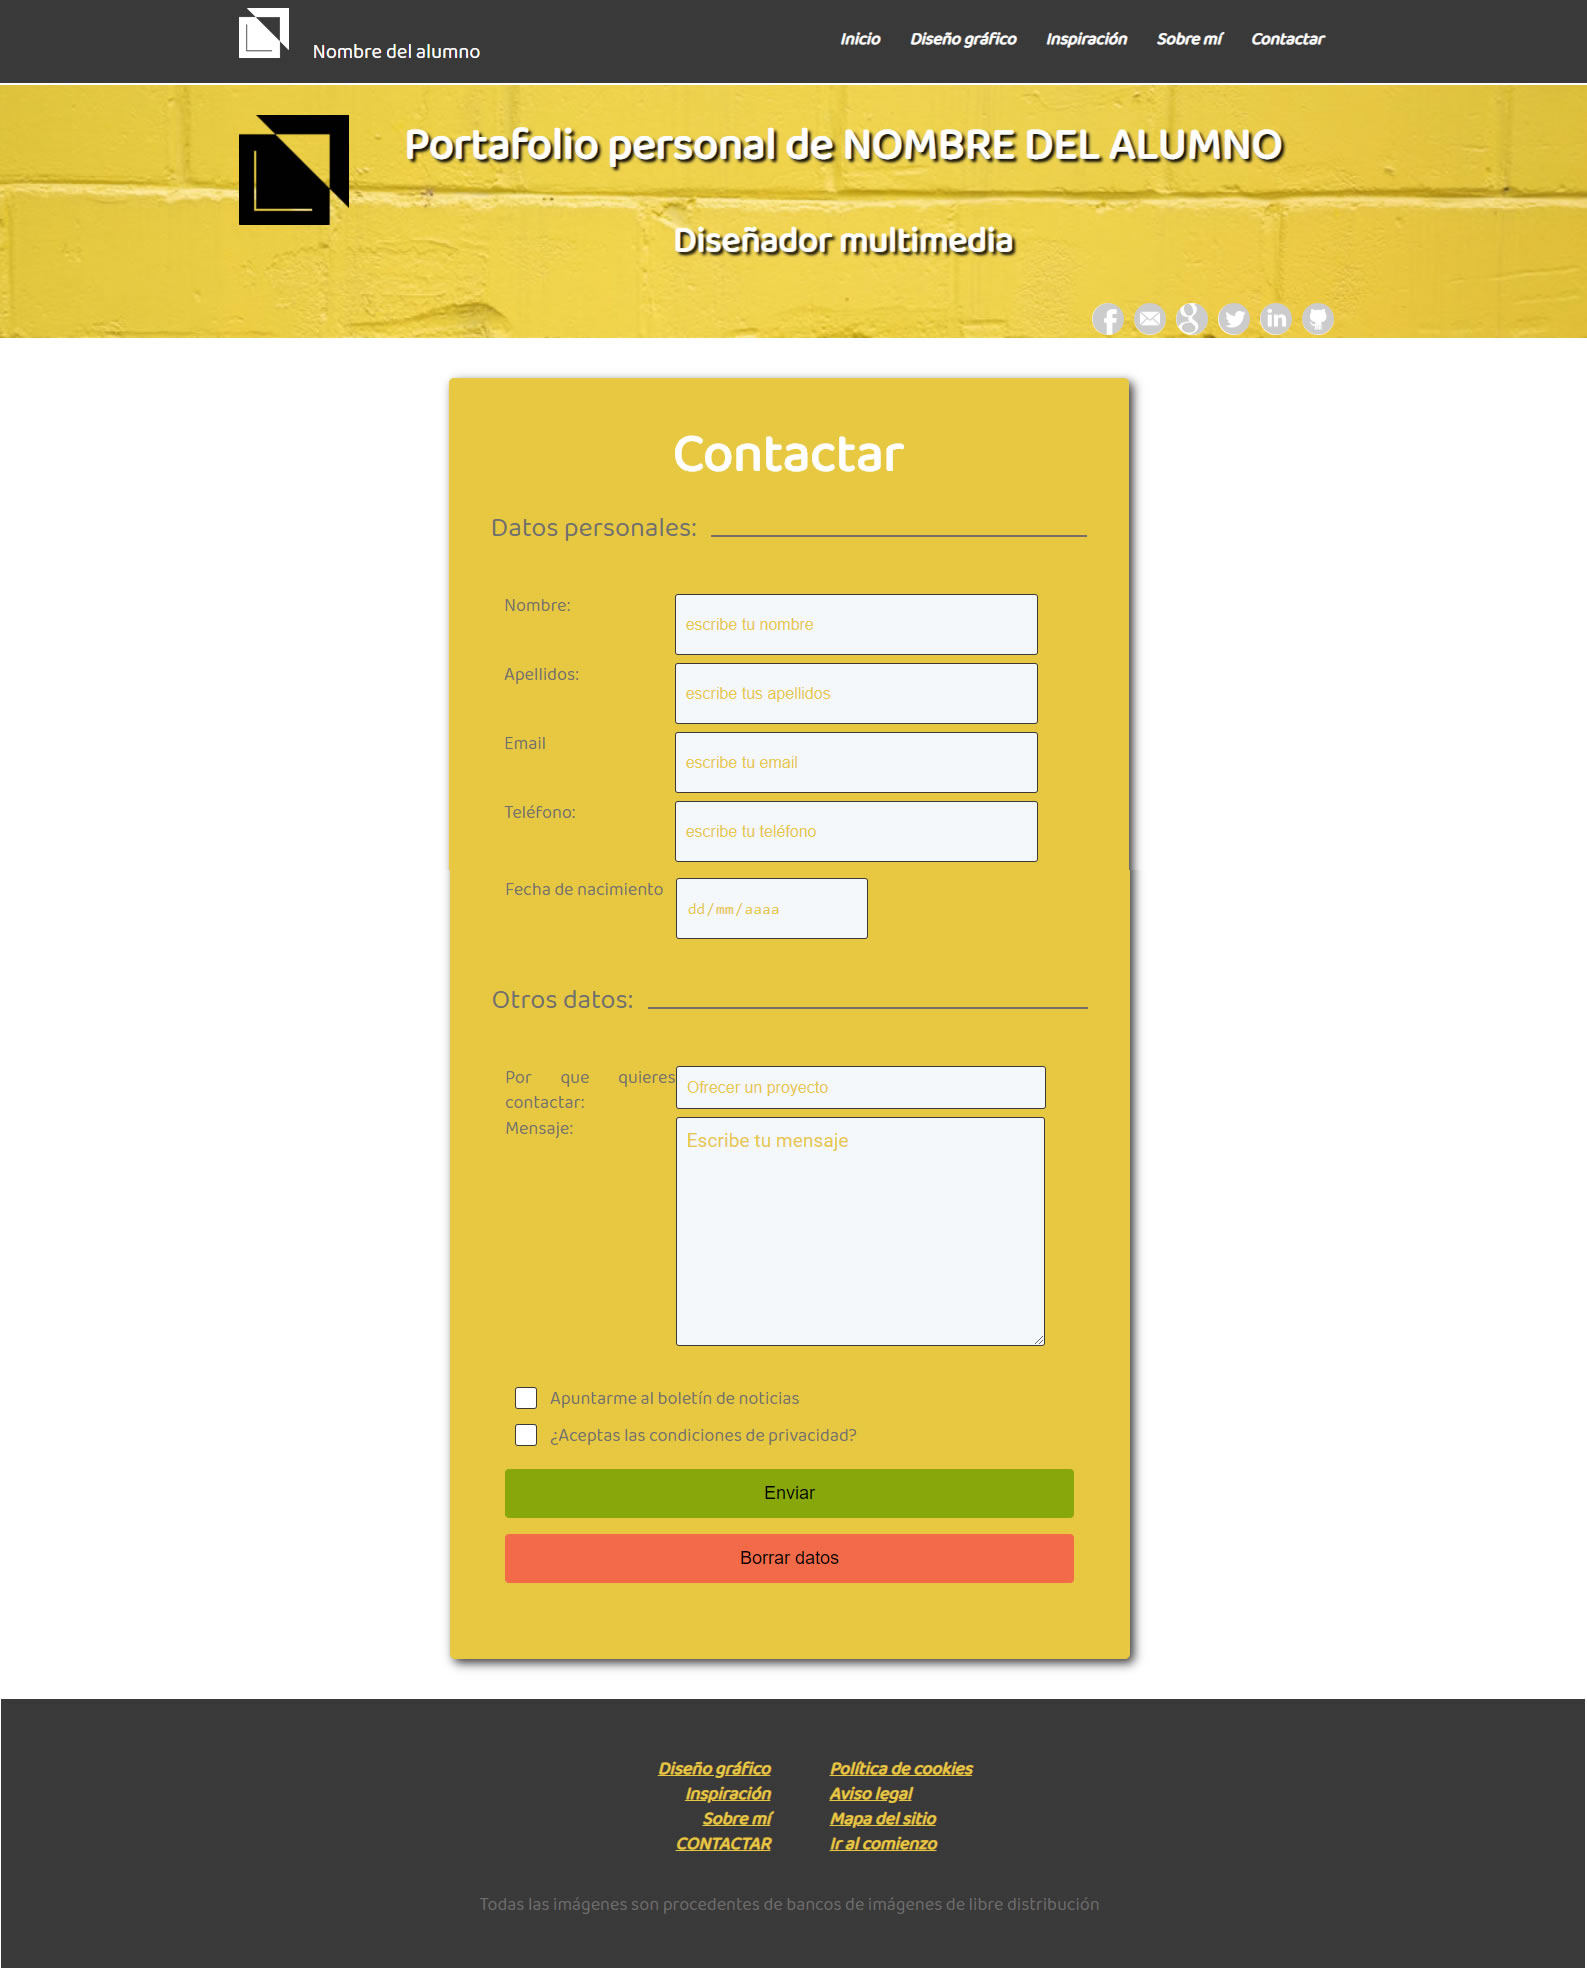 Nombre del alumno
Inicio Diseño gráfico Inspiración Sobre mí Contactar
Portafolio personal de NOMBRE DEL ALUMNO
Diseñador multimedia
Contactar
Datos personales:
Nombre:
escribe tu nombre
Apellidos:
escribe tus apellidos
Email
escribe tu email
Teléfono:
escribe tu teléfono
Fecha de nacimiento
dd/mm/aaaa
Otros datos:
Por que quieres
contactar:
Ofrecer un proyecto
Mensaje:
Escribe tu mensaje
Apuntarme al boletín de noticias
¿Aceptas las condiciones de privacidad?
Enviar
Borrar datos
Diseño gráfico
Inspiración
Sobre mí
CONTACTAR
Política de cookies
Aviso legal
Mapa del sitio
Ir al comienzo
Todas las imágenes son procedentes de bancos de imágenes de libre distribución